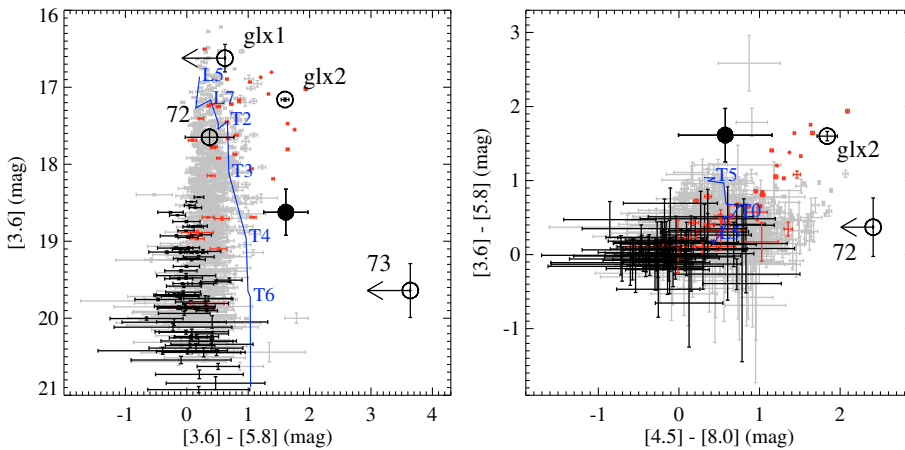 16
17
18
19
20
21
[3.6] (mag)
glx1
glx2
L5
L7
72
T2
T3
T4
73
T6
-1
0
1
2
3
4
[3.6] - [5.8] (mag)
3
2
1
0
-1
[3.6] - [5.8] (mag)
glx2
T5
T0
72
-1
0
1
2
[4.5] - [8.0] (mag)